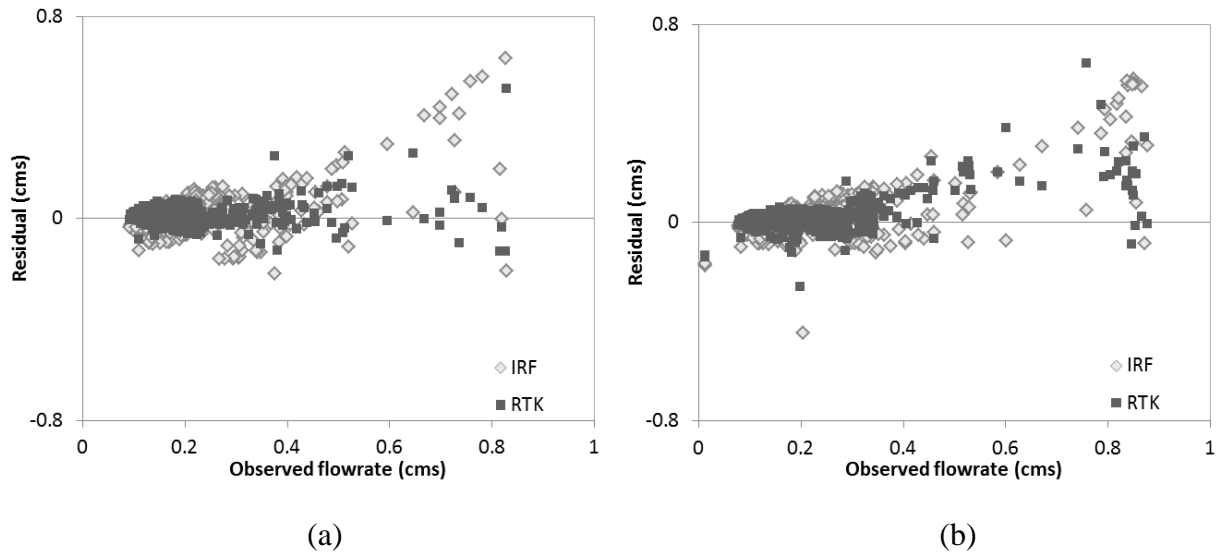 0.8
0
-0.8
Residual (cms)
0 0.2 0.4 0.6 0.8 1
Observed flowrate (cms)
IRF
RTK
(a)
0.8
0
-0.8
Residual (cms)
0 0.2 0.4 0.6 0.8 1
Observed flowrate (cms)
IRF
RTK
(b)